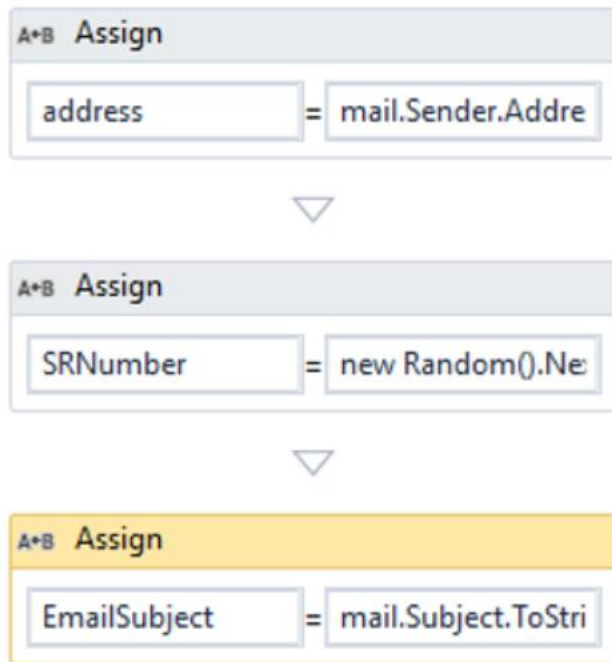 A+B Assign
address = mail.Sender.Addre
A+B Assign
SRNumber = new Random().Ne
A+B Assign
EmailSubject = mail.Subject.ToStri